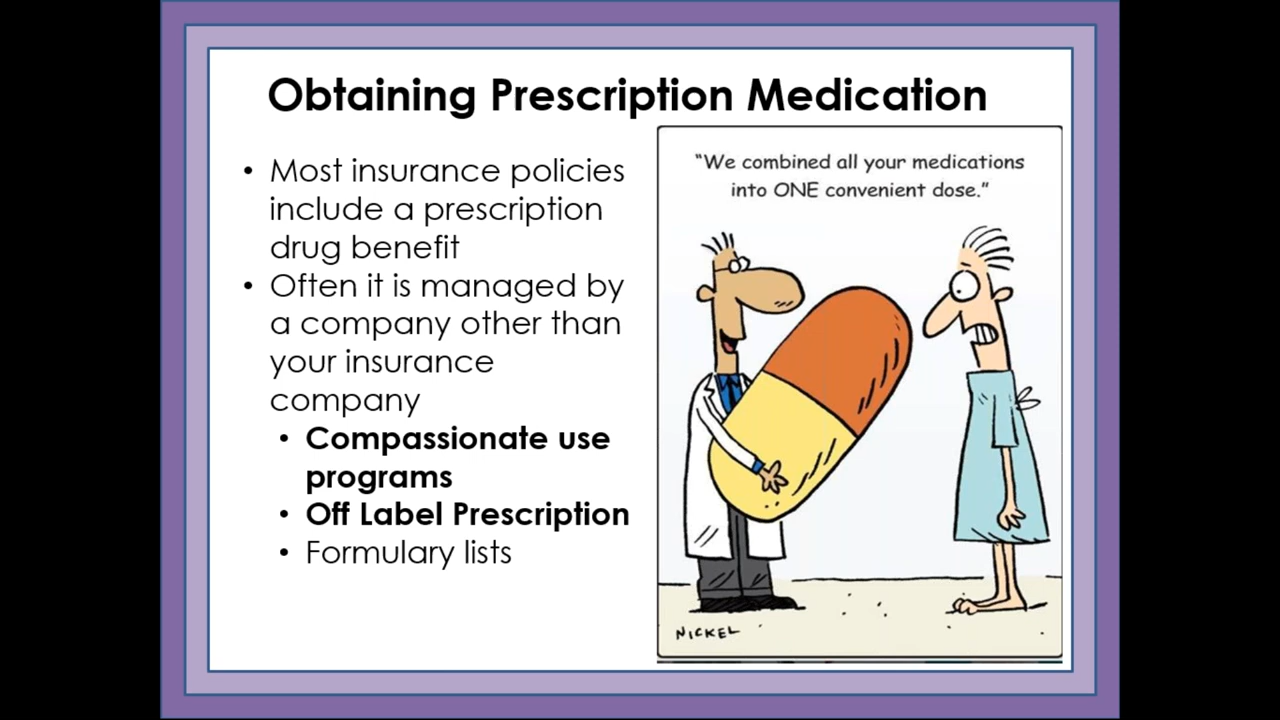 Obtaining Prescription Medication
• Most insurance policies
include a prescription
drug benefit
• Often it is managed by
a company other than
your insurance
company
• Compassionate use
programs
• Off Label Prescription
• Formulary lists
"We combined all your medications
into ONE convenient dose."
NICKEL